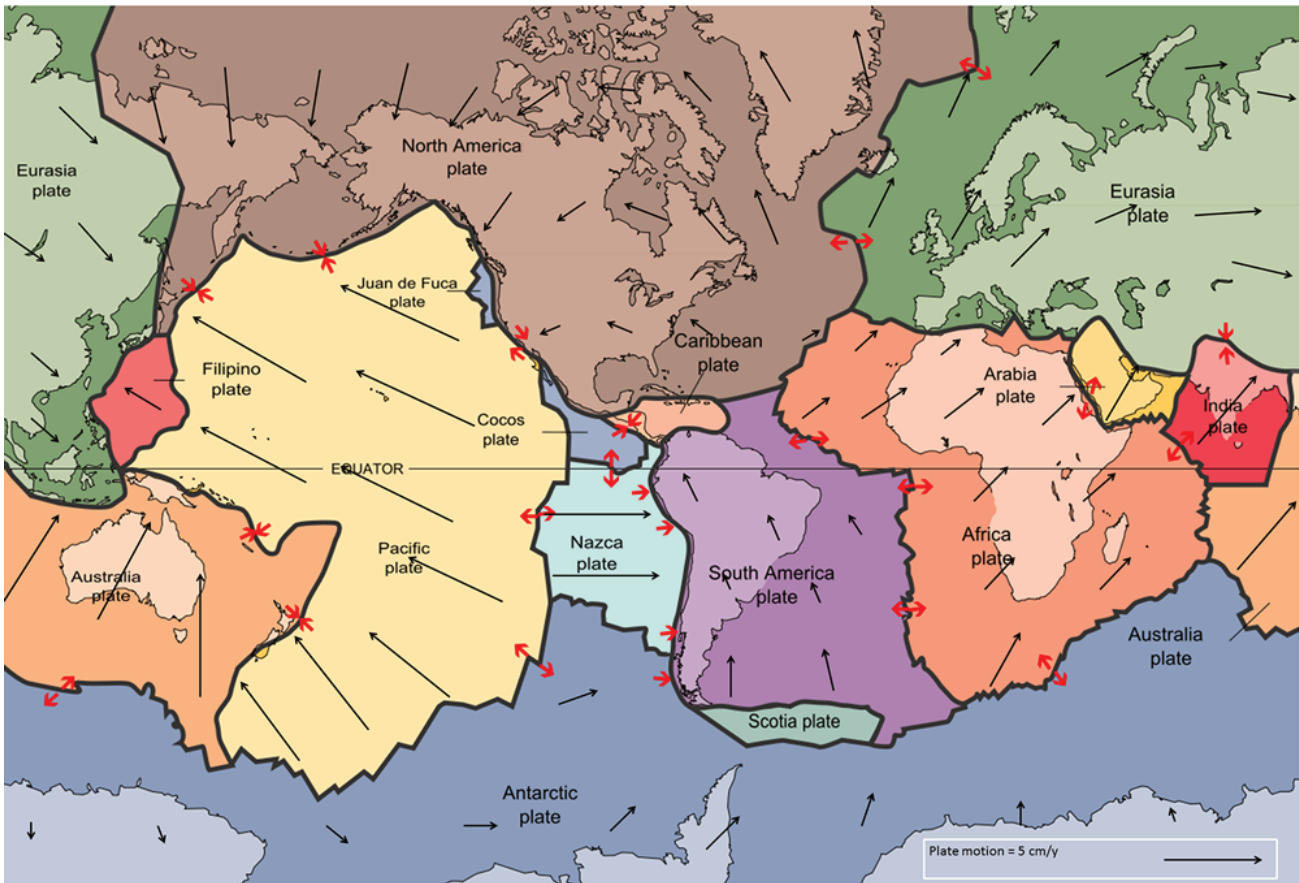 North America
plate
Eurasia
plate
Eurasia
plate
Juan de Fuca
plate
Caribbean
plate
Filipino
plate
Arabia
plate
Cocos
plate
India
plate
EQUATOR
Nazca
plate
Pacific
plate
Africa
plate
Australia
plate
South America
plate
Australia
plate
Scotia plate
Antarctic
plate
Plate motion = 5 cm/y